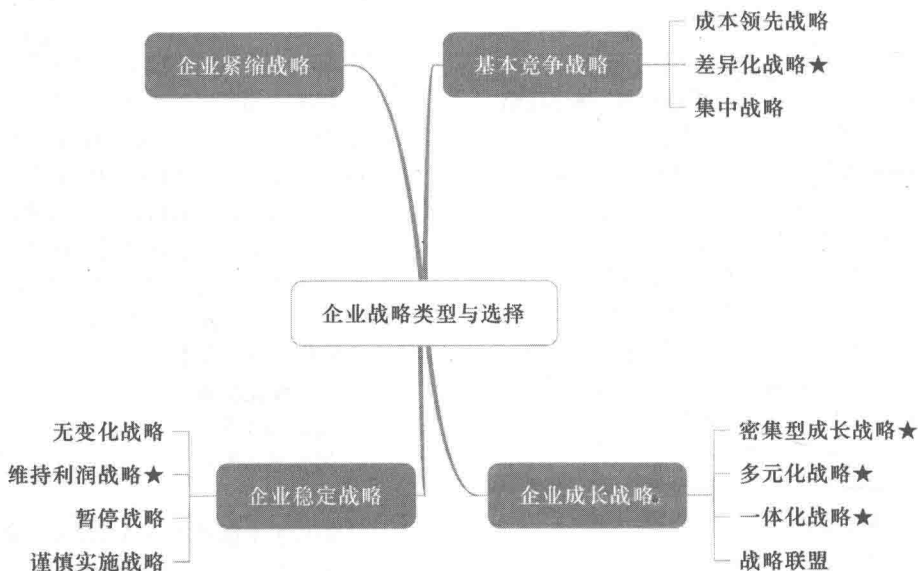 企业紧缩战略
基本竞争战略
成本领先战略
差异化战略★
集中战略
企业战略类型与选择
无变化战略
维持利润战略★
暂停战略
谨慎实施战略
企业稳定战略
企业成长战略
密集型成长战略★
多元化战略★
一体化战略★
战略联盟